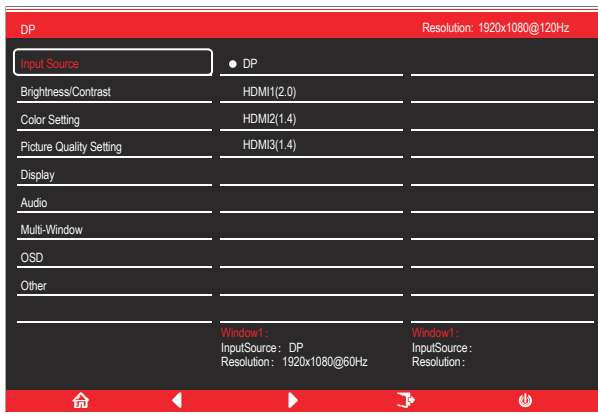 DP Resolution: 1920x1080@120Hz
Input Source DP
Brightness/Contrast HDMI1(2.0)
Color Setting HDMI2(1.4)
Picture Quality Setting HDMI3(1.4)
Display
Audio
Multi-Window
OSD
Other
Window1: Window1:
InputSource: DP InputSource:
Resolution: 1920x1080@60Hz Resolution: